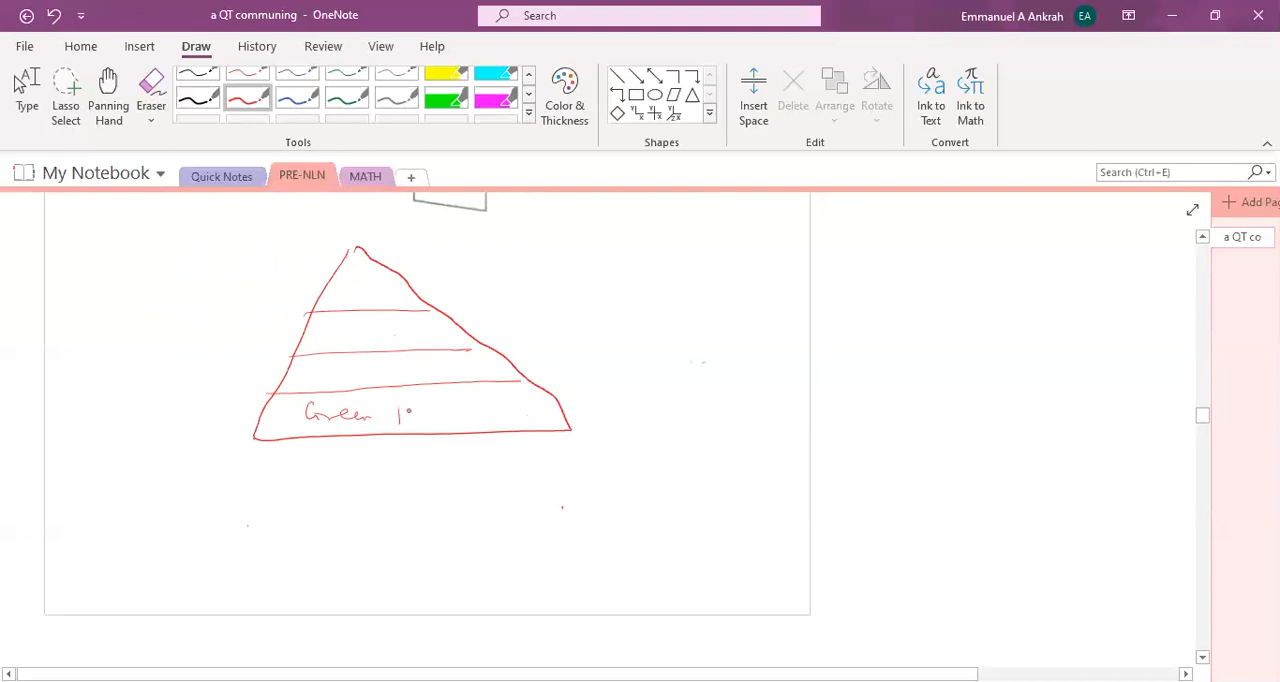 a QT communing - OneNote
Search
Emmanuel A Ankrah
EA
File Home Insert Draw History Review View Help
Type
Lasso Select
Panning Hand
Eraser
Color & Thickness
Insert Space
Delete
Arrange
Rotate
Ink to Text
Ink to Math
Tools
Shapes
Edit
Convert
My Notebook
Quick Notes
PRE-NLN
MATH
Search (Ctrl+E)
Add Pag
a QT co
Green